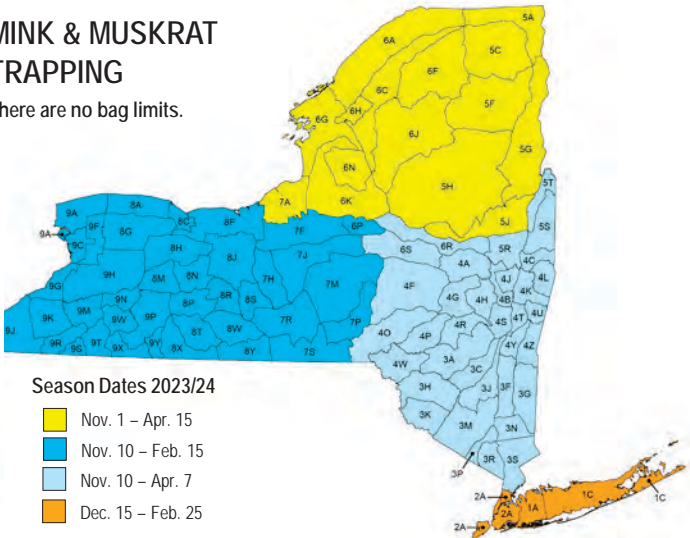 MINK & MUSKRAT
TRAPPING
here are no bag limits.
5A
6A
5C
6F
6C
5F
6H
6G
6J
5G
6N
5H
5T
7A
6K
8A
9A
8C
8F
7F
6P
5J
5S
9F
9A
8G
6R
5R
9C
8H
6S
4A
4C
8J
7J
4L
9H
8M
8N
7H
7M
4F
4J
9G
4K
8R
8S
4G
4H
4B
9N
8P
4U
9M
9K
9W
9P
7R
7P
4R
4S
4T
9J
8T
8W
4O
4P
4Y
4Z
9R
9S
9T
9X
9Y
8X
8Y
7S
4W
3A
3C
3H
3J
3F
3G
3K
3M
3N
3P
3R
3S
2A
1C
1C
2A
1A
2A
Season Dates 2023/24
Nov. 1 – Apr. 15
Nov. 10 – Feb. 15
Nov. 10 – Apr. 7
Dec. 15 – Feb. 25